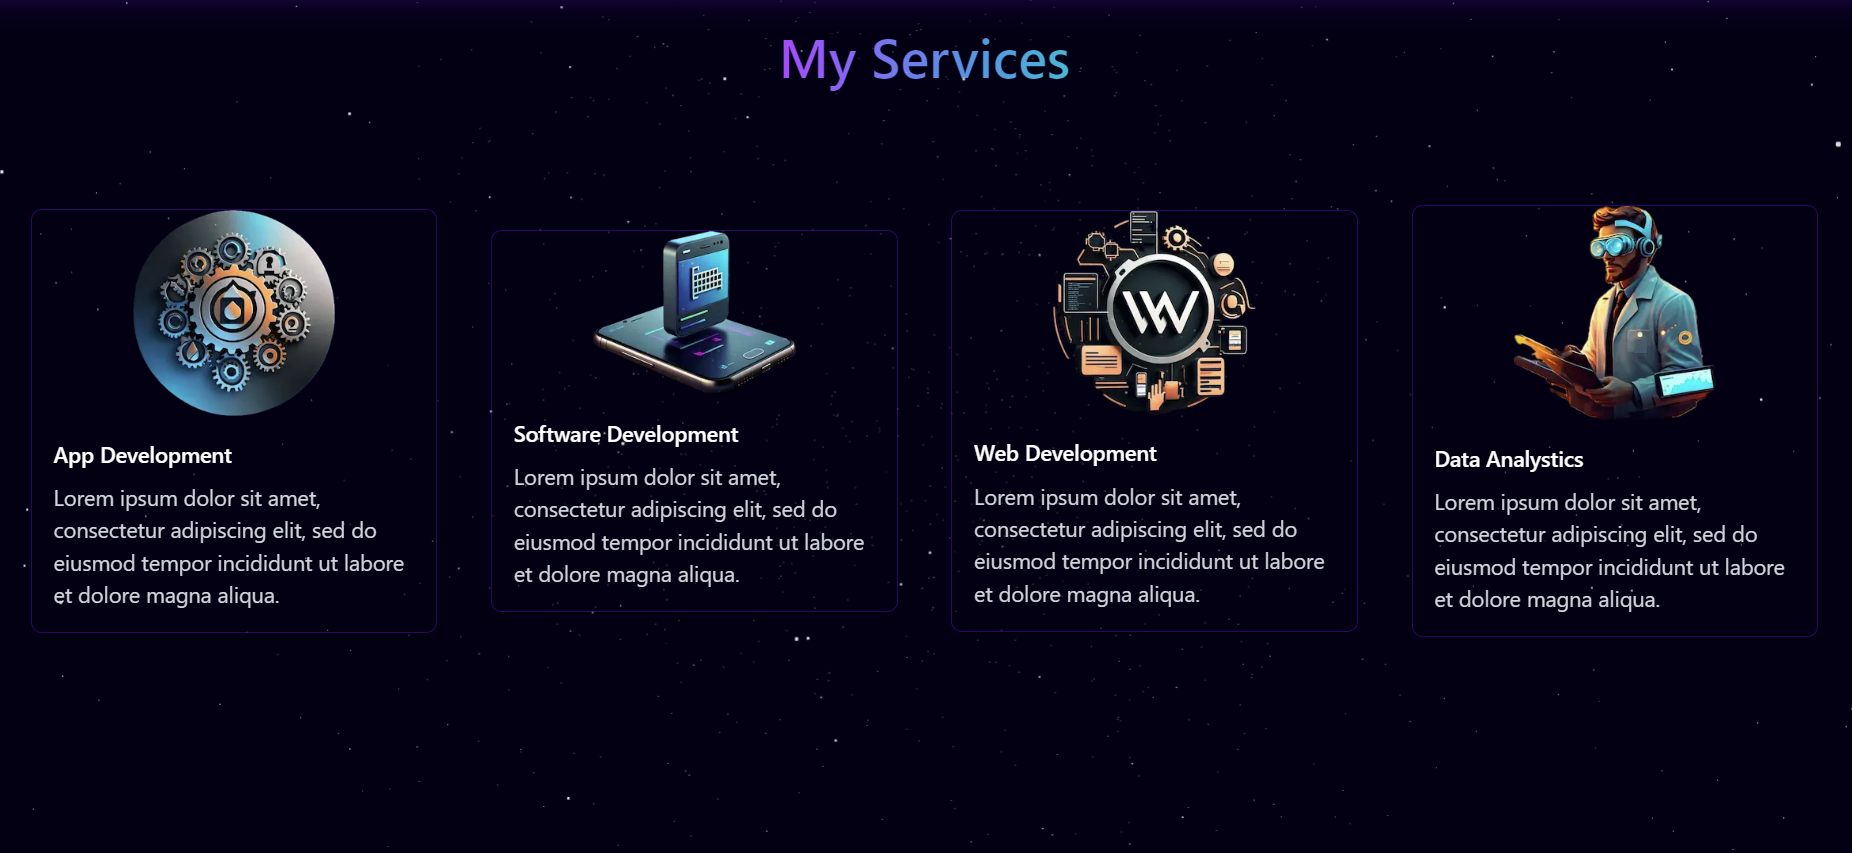 My Services
App Development
Lorem ipsum dolor sit amet,
consectetur adipiscing elit, sed do
eiusmod tempor incididunt ut labore
et dolore magna aliqua.
Software Development
Lorem ipsum dolor sit amet,
consectetur adipiscing elit, sed do
eiusmod tempor incididunt ut labore
et dolore magna aliqua.
Web Development
Lorem ipsum dolor sit amet,
consectetur adipiscing elit, sed do
eiusmod tempor incididunt ut labore
et dolore magna aliqua.
Data Analystics
Lorem ipsum dolor sit amet,
consectetur adipiscing elit, sed do
eiusmod tempor incididunt ut labore
et dolore magna aliqua.